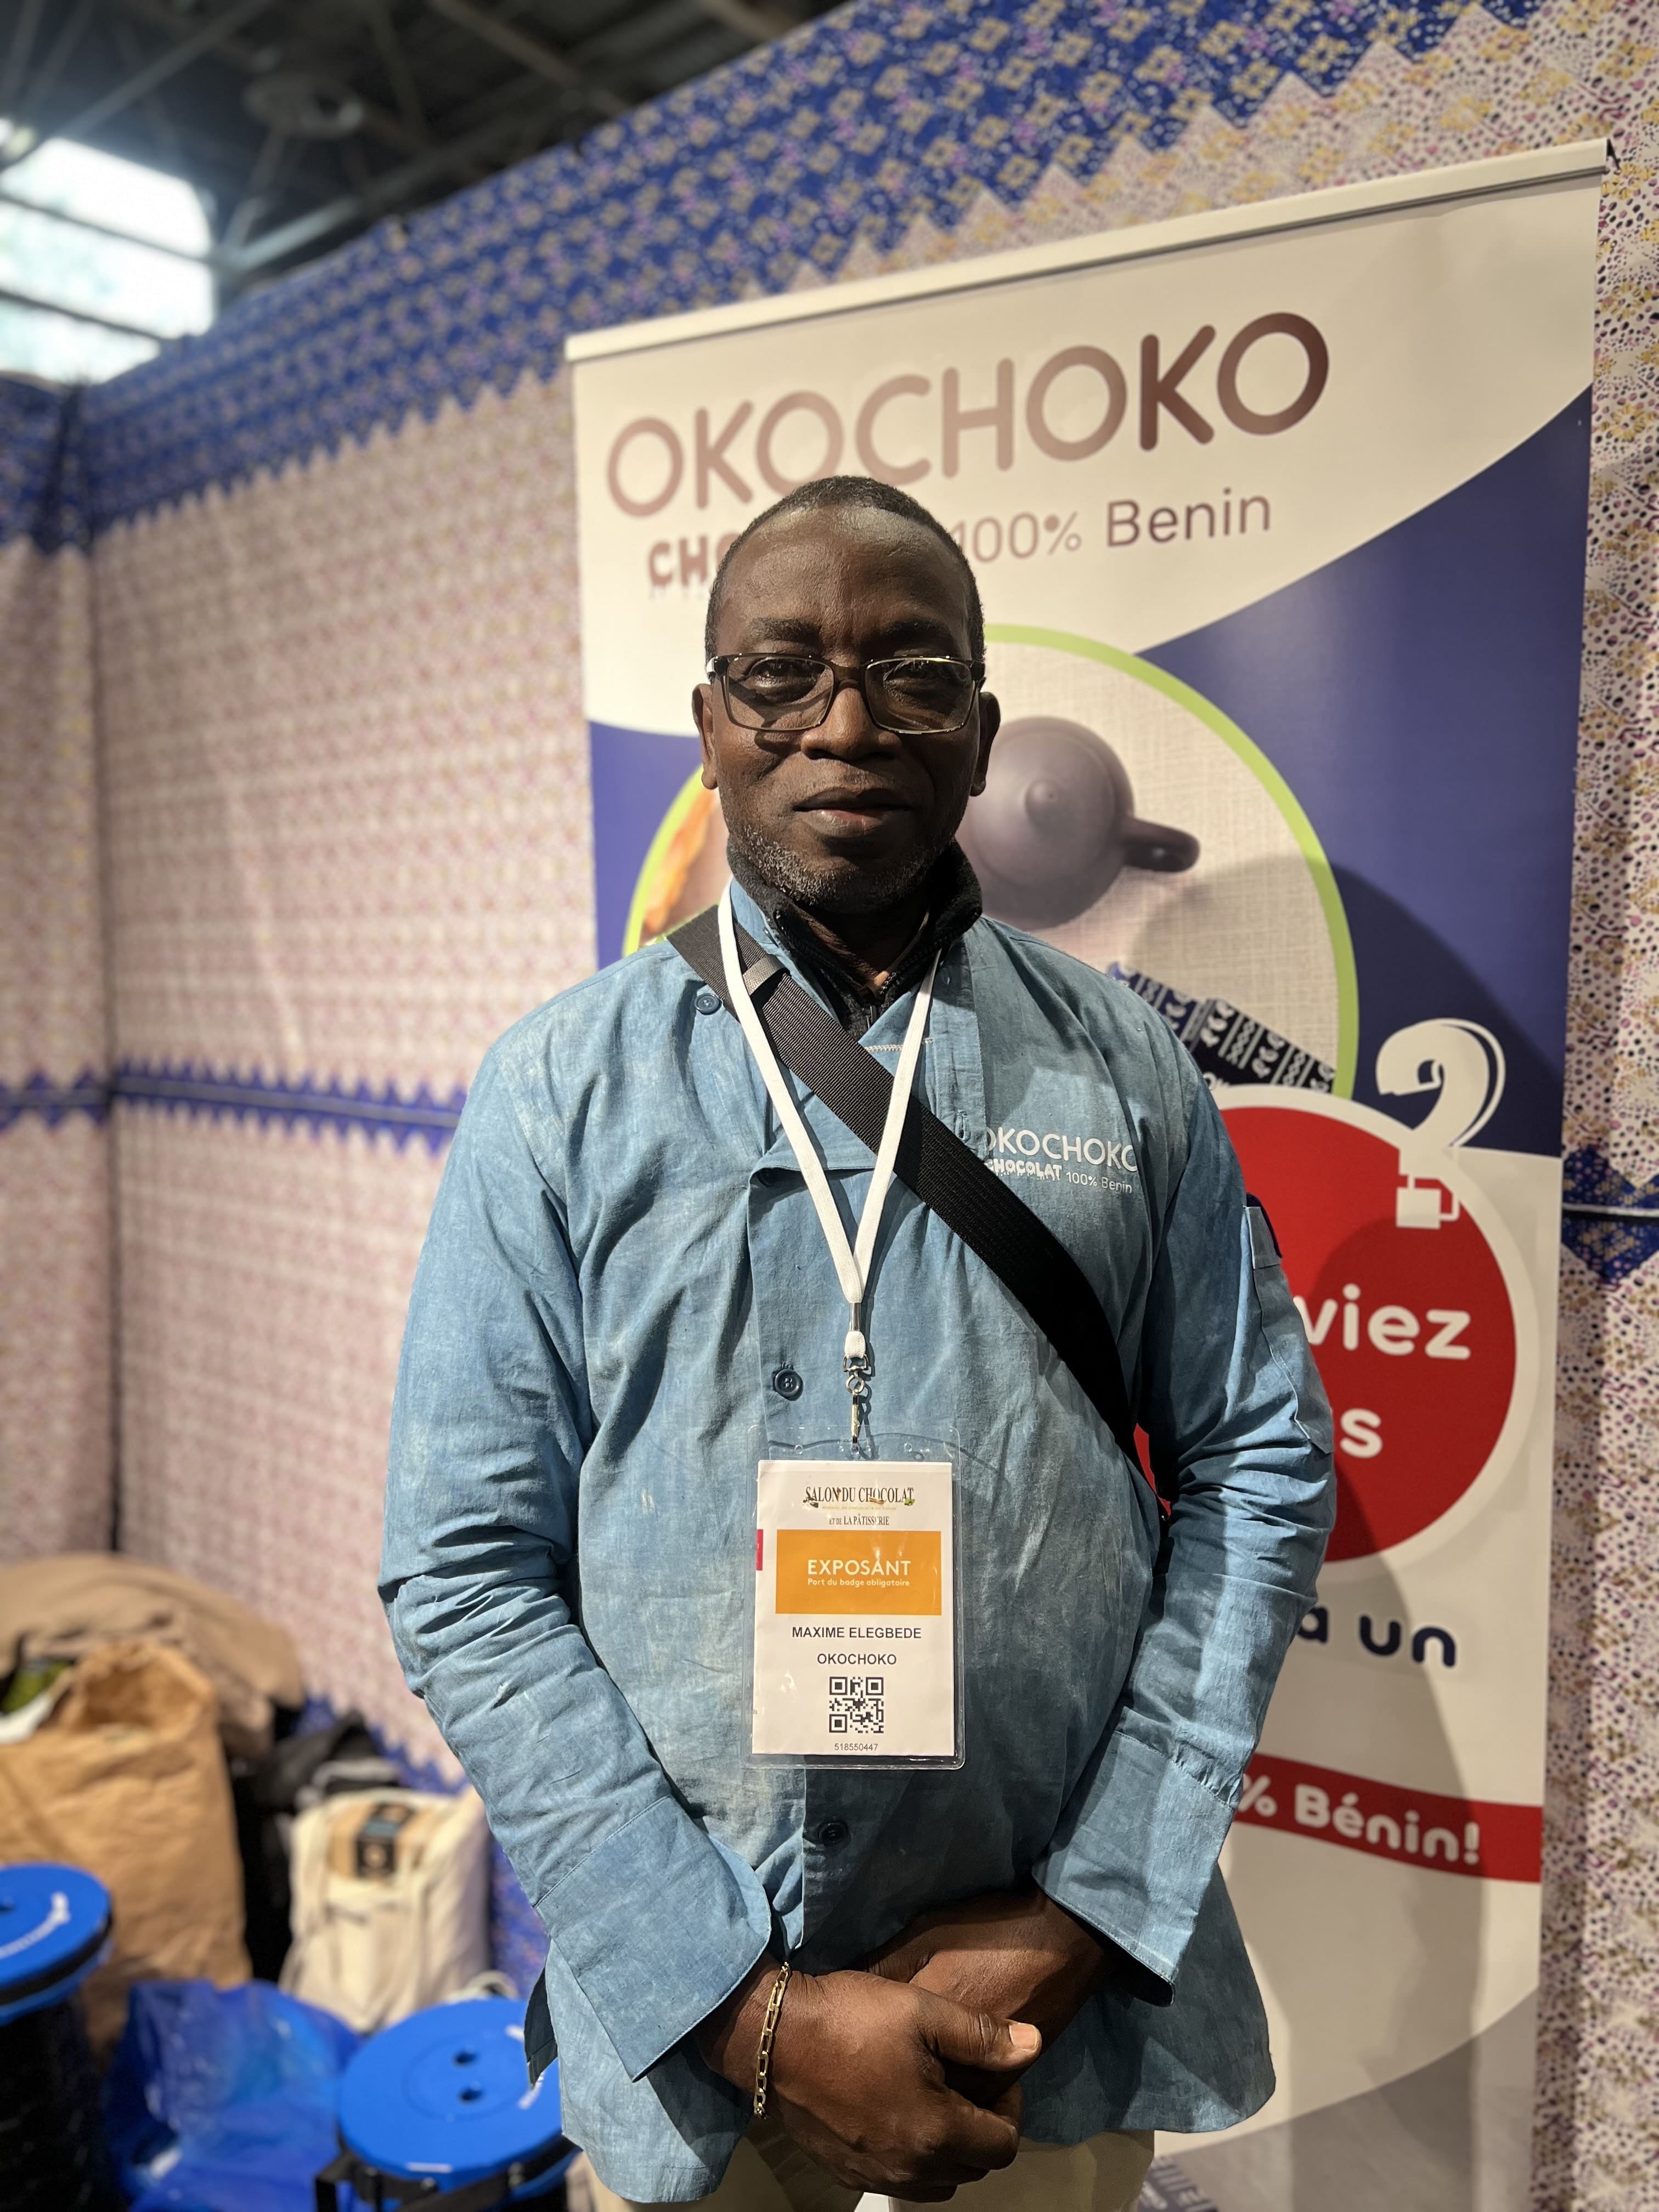 OKOCHOKO
100% Benin
OKOCHOKO
CHOCOLAT 100% Benin
SALON DU CHOCOLAT
ET DE LA PÂTISSERIE
EXPOSANT
Port du badge obligatoire
MAXIME ELEGBEDE
OKOCHOKO
518550447
un
% Bénin!